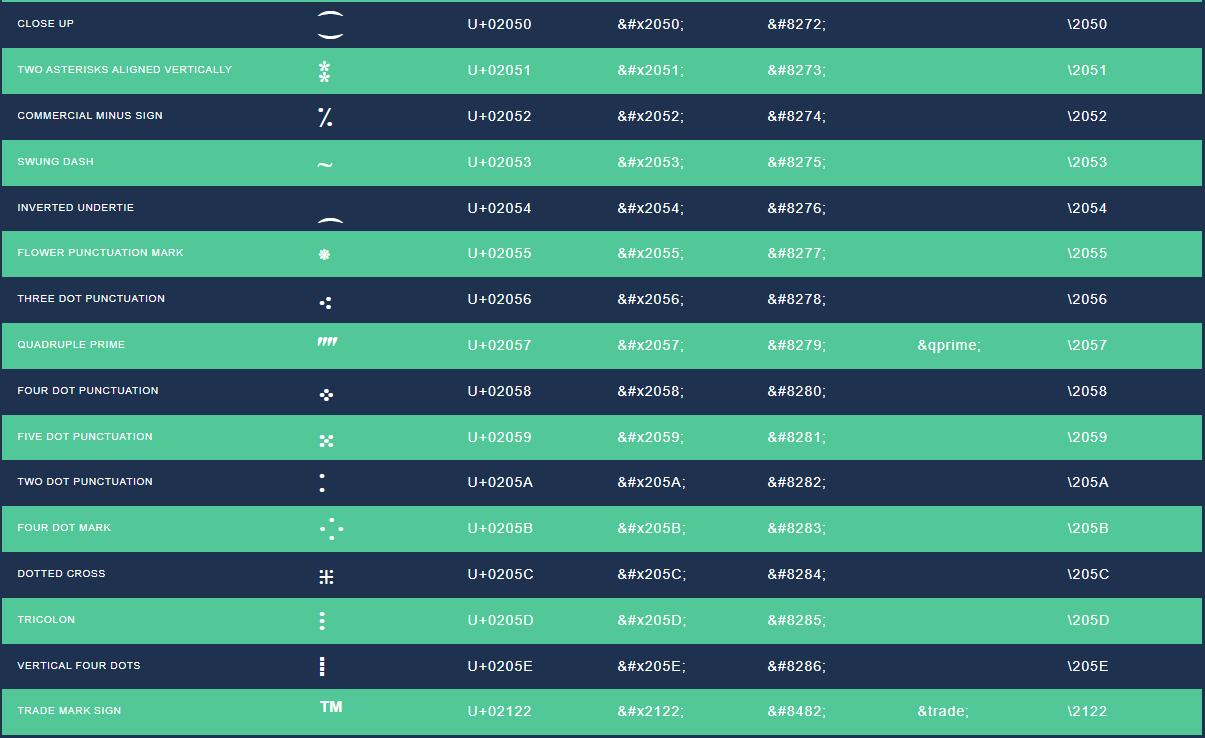 CLOSE UP ⁐ U+02050 &#x2050; &#8272; \2050
TWO ASTERISKS ALIGNED VERTICALLY ⁑ U+02051 &#x2051; &#8273; \2051
COMMERCIAL MINUS SIGN ⁒ U+02052 &#x2052; &#8274; \2052
SWUNG DASH ⁓ U+02053 &#x2053; &#8275; \2053
INVERTED UNDERTIE ⁔ U+02054 &#x2054; &#8276; \2054
FLOWER PUNCTUATION MARK ⁕ U+02055 &#x2055; &#8277; \2055
THREE DOT PUNCTUATION ⁖ U+02056 &#x2056; &#8278; \2056
QUADRUPLE PRIME ⁗ U+02057 &#x2057; &#8279; &qprime; \2057
FOUR DOT PUNCTUATION ⁘ U+02058 &#x2058; &#8280; \2058
FIVE DOT PUNCTUATION ⁙ U+02059 &#x2059; &#8281; \2059
TWO DOT PUNCTUATION ⁚ U+0205A &#x205A; &#8282; \205A
FOUR DOT MARK ⁛ U+0205B &#x205B; &#8283; \205B
DOTTED CROSS ⁜ U+0205C &#x205C; &#8284; \205C
TRICOLON ⁝ U+0205D &#x205D; &#8285; \205D
VERTICAL FOUR DOTS ⁞ U+0205E &#x205E; &#8286; \205E
TRADE MARK SIGN ™ U+02122 &#x2122; &#8482; &trade; \2122